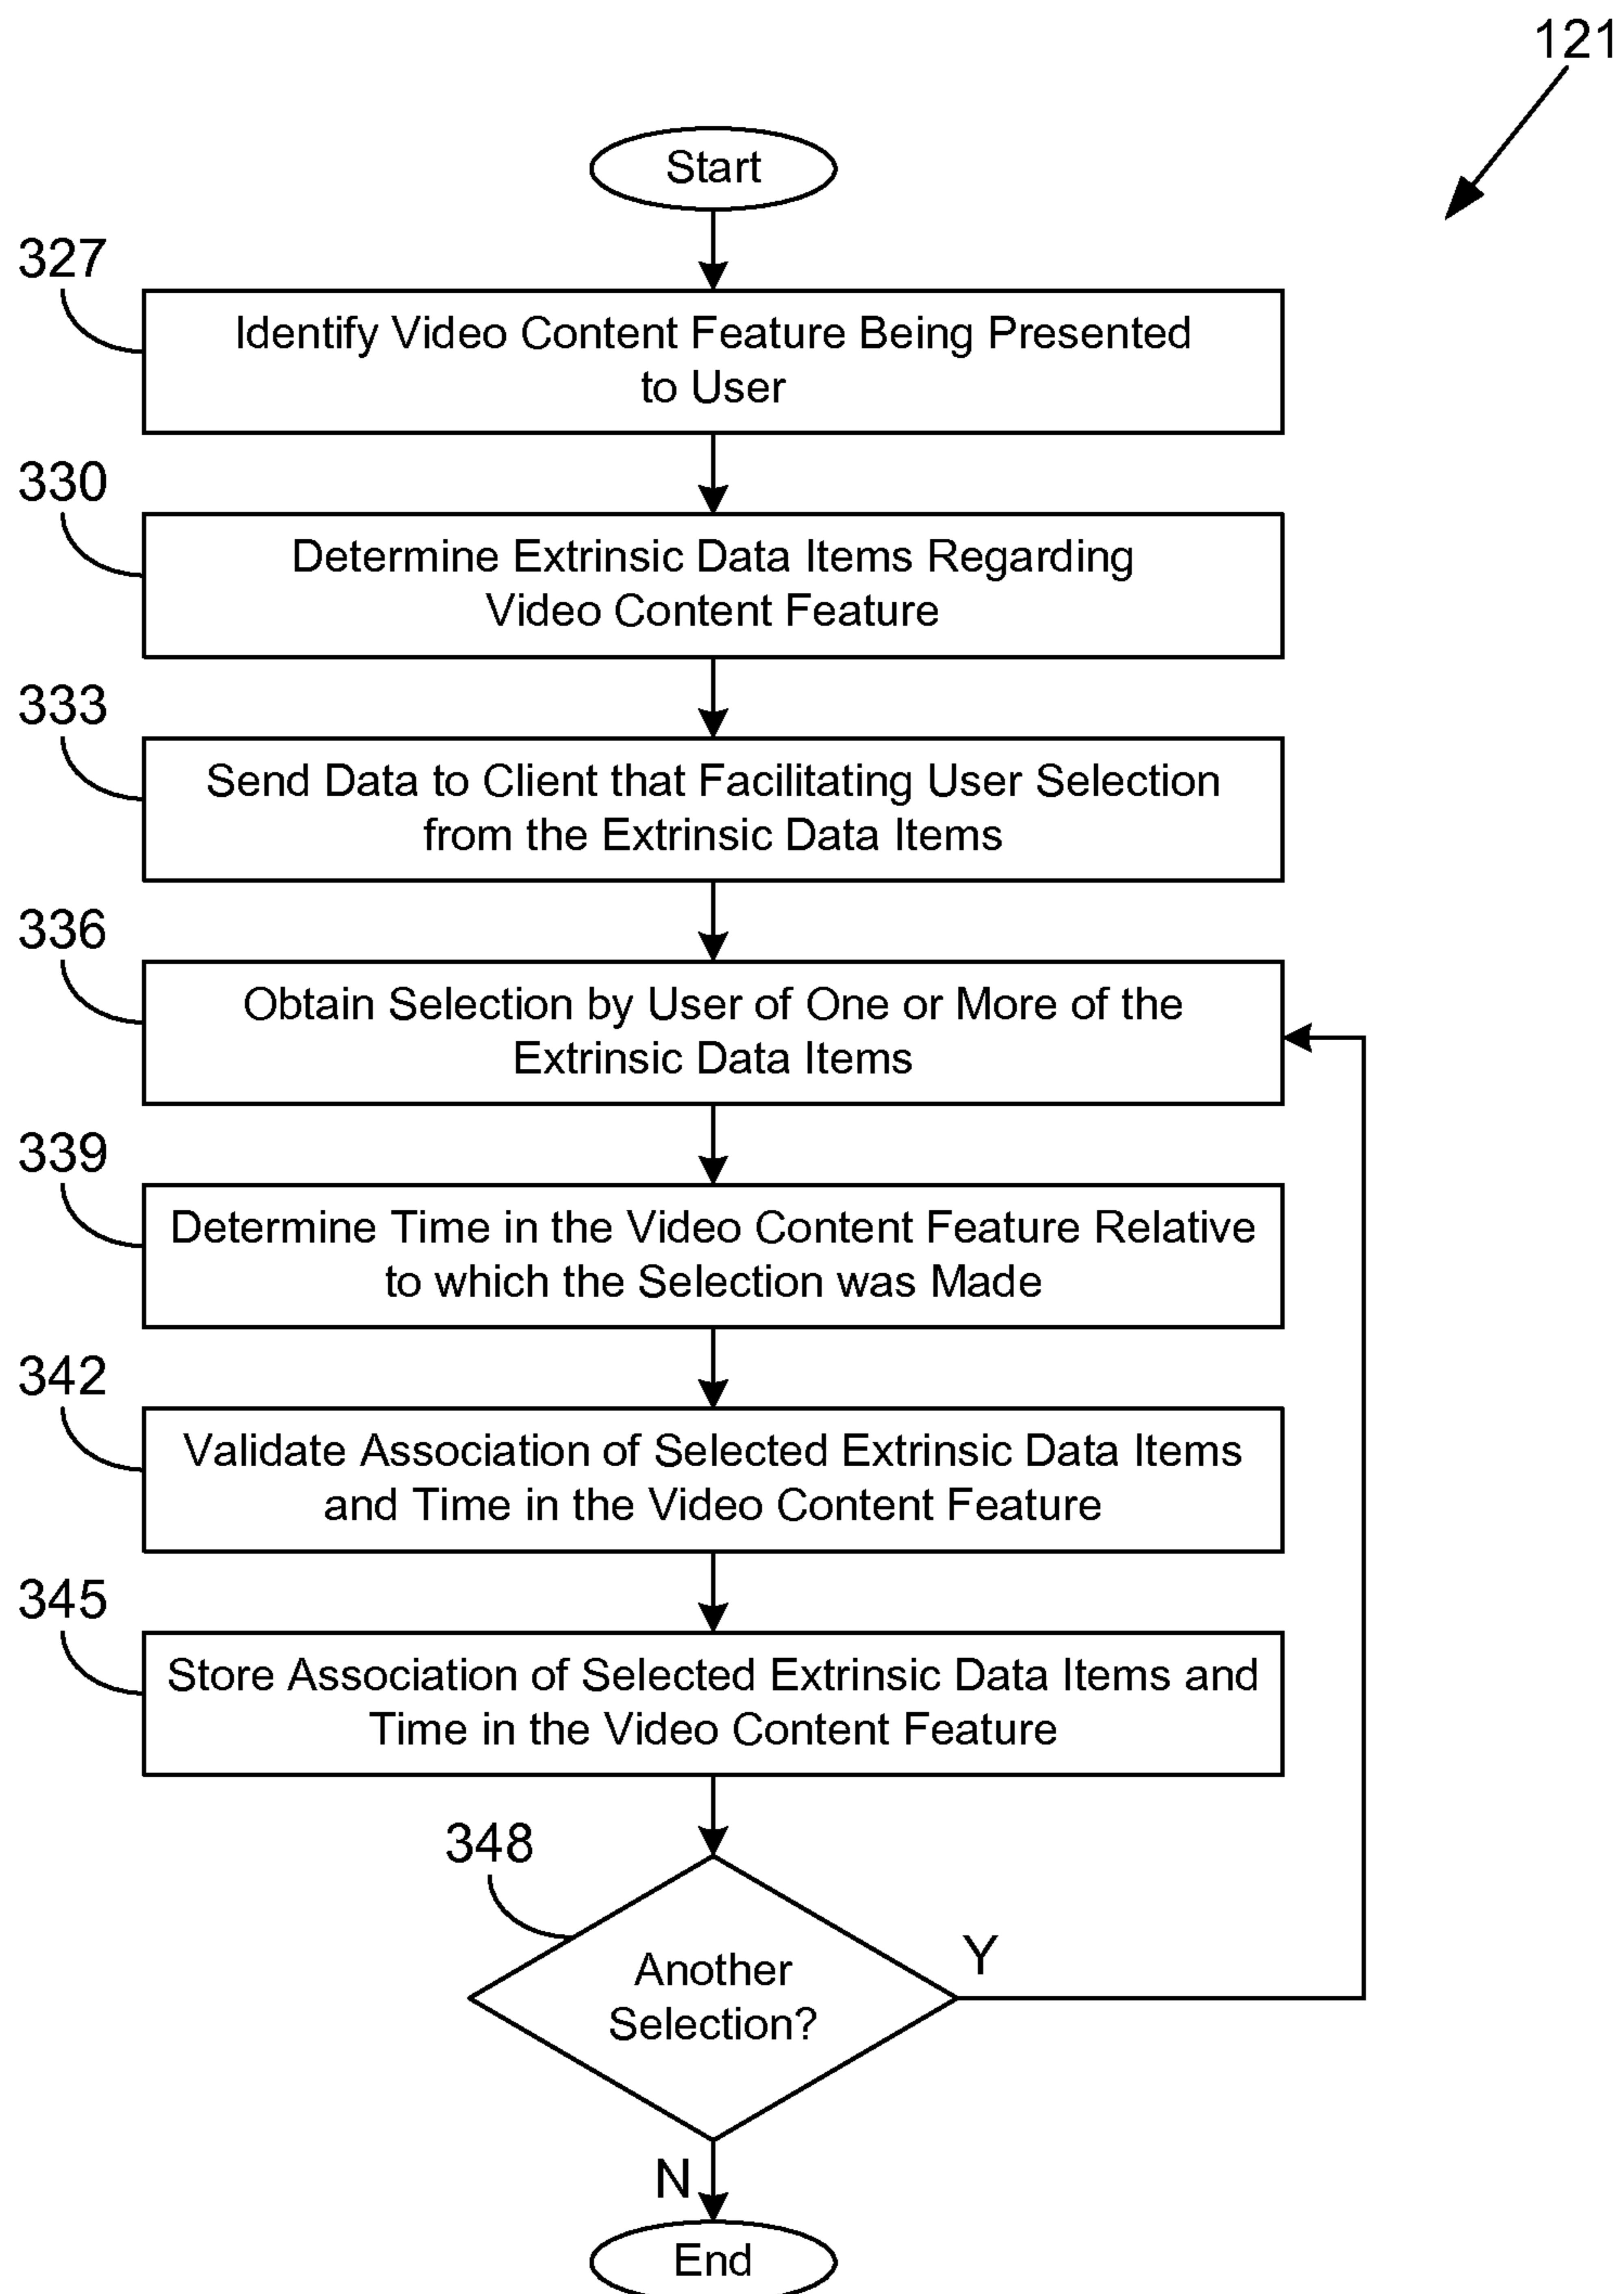 121
Start
327
Identify Video Content Feature Being Presented
to User
330
Determine Extrinsic Data Items Regarding
Video Content Feature
333
Send Data to Client that Facilitating User Selection
from the Extrinsic Data Items
336
Obtain Selection by User of One or More of the
Extrinsic Data Items
339
Determine Time in the Video Content Feature Relative
to which the Selection was Made
342
Validate Association of Selected Extrinsic Data Items
and Time in the Video Content Feature
345
Store Association of Selected Extrinsic Data Items and
Time in the Video Content Feature
348
Another
Selection?
Y
N
End